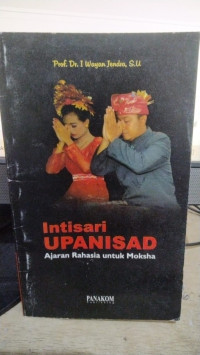 Prof. Dr. I Wayan Jendra, S.U
Intisari
UPANISAD
Ajaran Rahasia untuk Moksha
PANAKOM